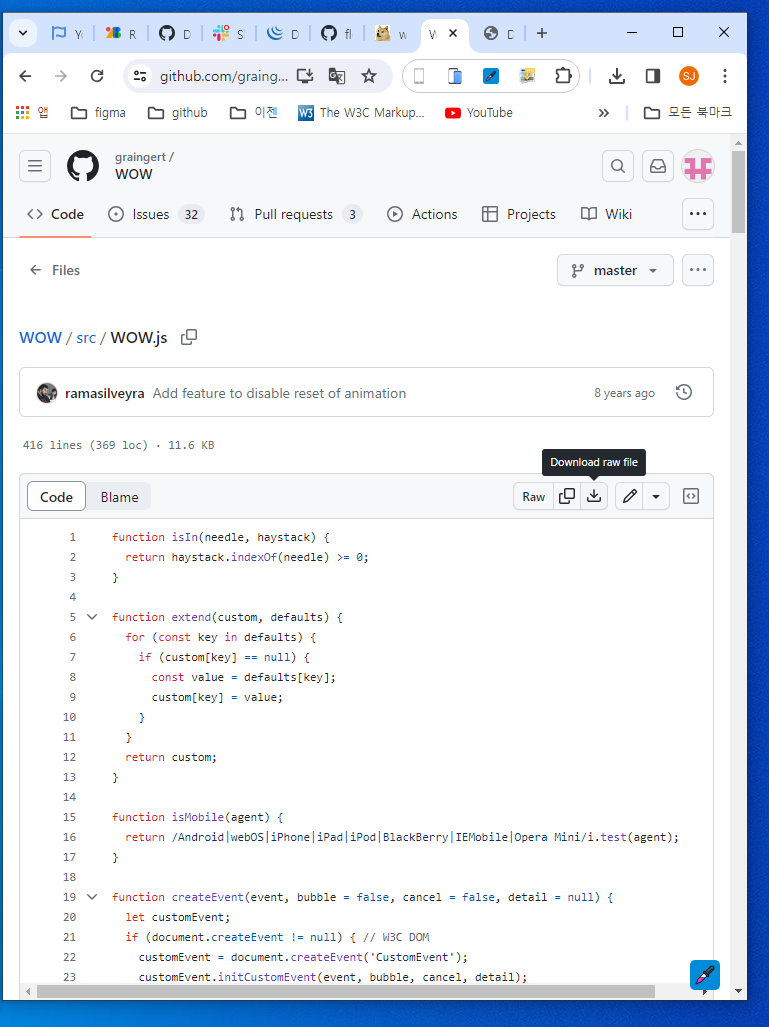 Y
R
D
S
D
fl
w
V
D
github.com/graing...
SJ
앱
figma
github
이젠
W3 The W3C Markup...
YouTube
»
모든 북마크
graingert /
WOW
Code
Issues 32
Pull requests 3
Actions
Projects
Wiki
Files
master
WOW / src / WOW.js
ramasilveyra Add feature to disable reset of animation
8 years ago
416 lines (369 loc) · 11.6 KB
Download raw file
Code
Blame
Raw
1 function isIn(needle, haystack) {
2 return haystack.indexOf(needle) >= 0;
3 }
4
5 function extend(custom, defaults) {
6 for (const key in defaults) {
7 if (custom[key] == null) {
8 const value = defaults[key];
9 custom[key] = value;
10 }
11 }
12 return custom;
13 }
14
15 function isMobile(agent) {
16 return /Android|webOS|iPhone|iPad|iPod|BlackBerry|IEMobile|Opera Mini/i.test(agent);
17 }
18
19 function createEvent(event, bubble = false, cancel = false, detail = null) {
20 let customEvent;
21 if (document.createEvent != null) { // W3C DOM
22 customEvent = document.createEvent('CustomEvent');
23 customEvent.initCustomEvent(event, bubble, cancel, detail);